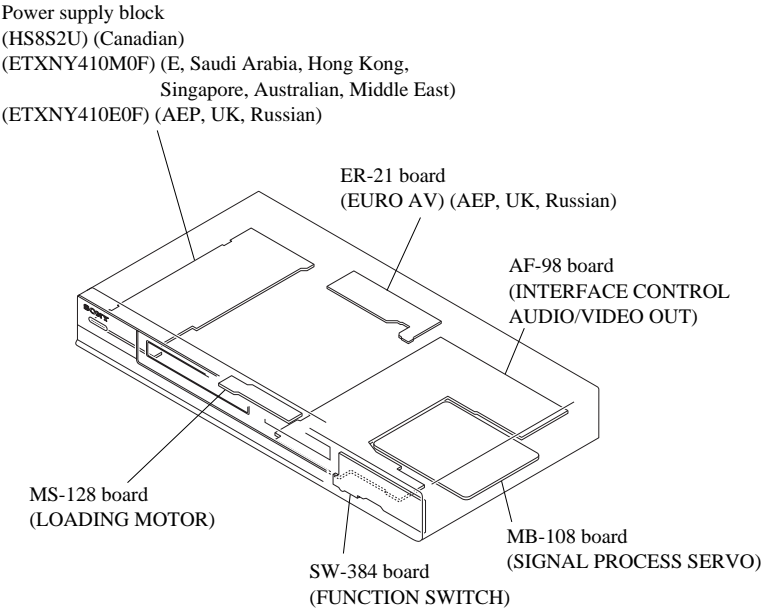 Power supply block
(HS8S2U) (Canadian)
(ETXNY410M0F) (E, Saudi Arabia, Hong Kong,
Singapore, Australian, Middle East)
(ETXNY410E0F) (AEP, UK, Russian)
ER-21 board
(EURO AV) (AEP, UK, Russian)
AF-98 board
(INTERFACE CONTROL
AUDIO/VIDEO OUT)
SONY
MS-128 board
(LOADING MOTOR)
MB-108 board
(SIGNAL PROCESS SERVO)
SW-384 board
(FUNCTION SWITCH)